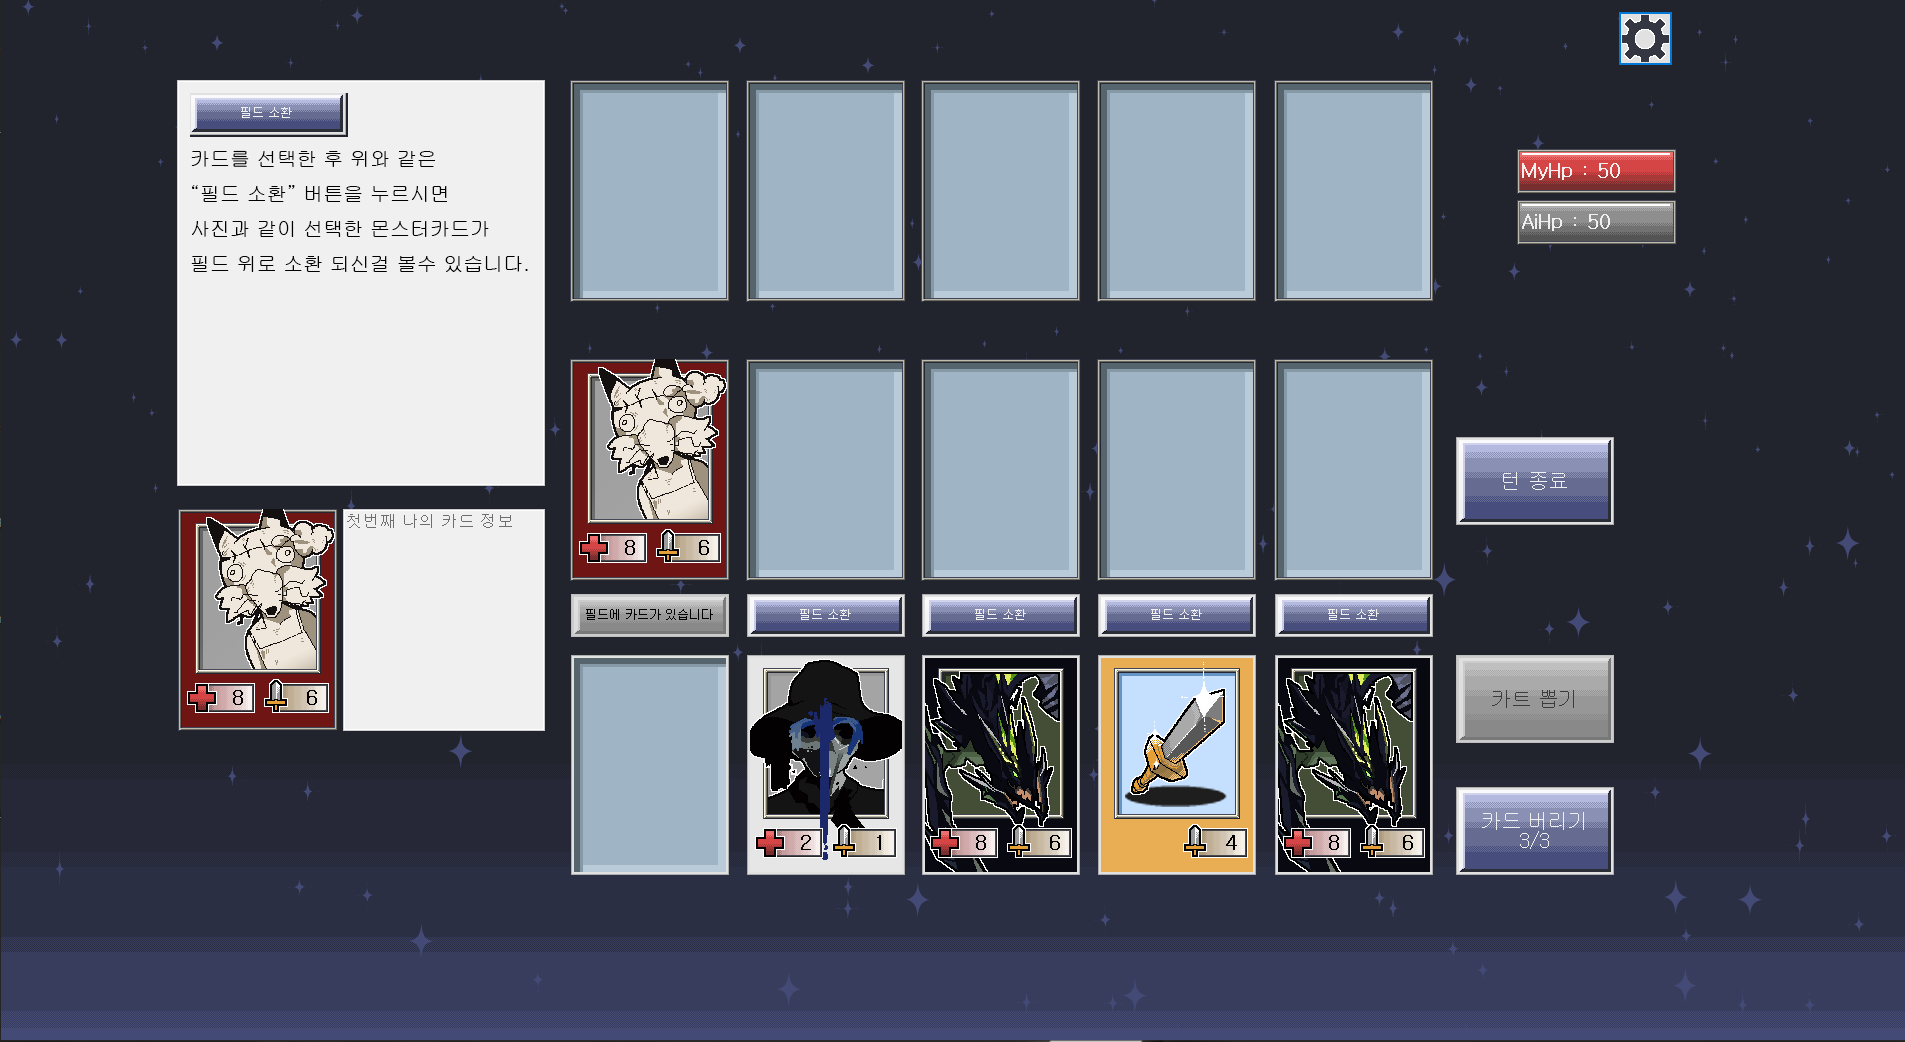 필드 소환
카드를 선택한 후 위와 같은
“필드 소환” 버튼을 누르시면
사진과 같이 선택한 몬스터카드가
필드 위로 소환 되신걸 볼수 있습니다.
MyHp : 50
AiHp : 50
8 6
턴 종료
첫번째 나의 카드 정보
8 6
필드에 카드가 있습니다
필드 소환
필드 소환
필드 소환
필드 소환
2 1
8 6
4
8 6
카트 뽑기
카드 버리기
3/3